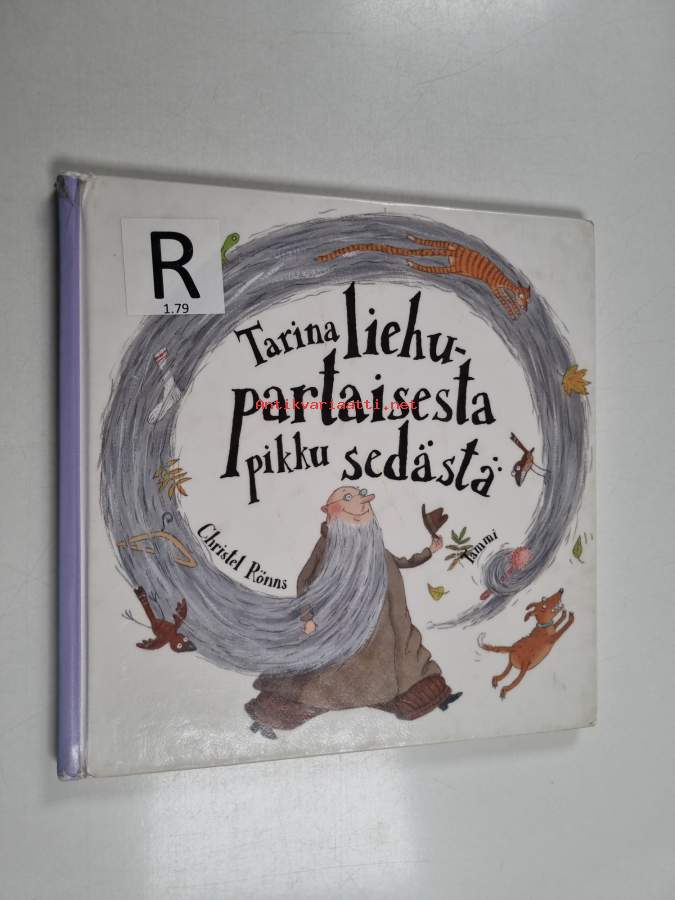 R
1.79
Tarina liehu-
partaisesta
Antikvariaatti.net
pikku sedästä
Christel Rönns
Tammi